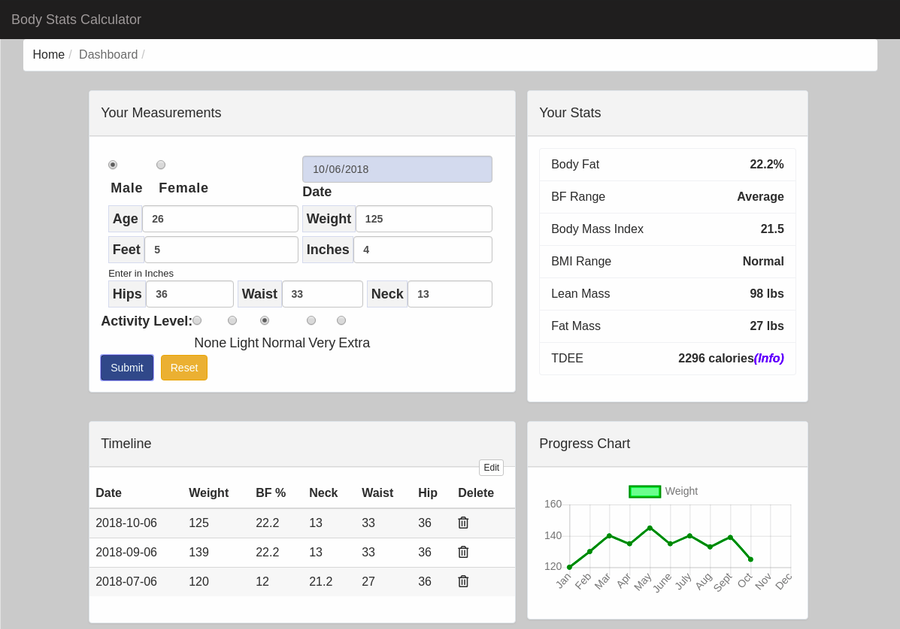 Body Stats Calculator
Home / Dashboard /
Your Measurements
Male Female
10/06/2018
Date
Age 26 Weight 125
Feet 5 Inches 4
Enter in Inches
Hips 36 Waist 33 Neck 13
Activity Level:
None Light Normal Very Extra
Submit Reset
Your Stats
Body Fat 22.2%
BF Range Average
Body Mass Index 21.5
BMI Range Normal
Lean Mass 98 lbs
Fat Mass 27 lbs
TDEE 2296 calories(Info)
Timeline
Edit
Date Weight BF % Neck Waist Hip Delete
2018-10-06 125 22.2 13 33 36
2018-09-06 139 22.2 13 33 36
2018-07-06 120 12 21.2 27 36
Progress Chart
Weight
160
140
120
Jan Feb Mar Apr May June July Aug Sept Oct Nov Dec